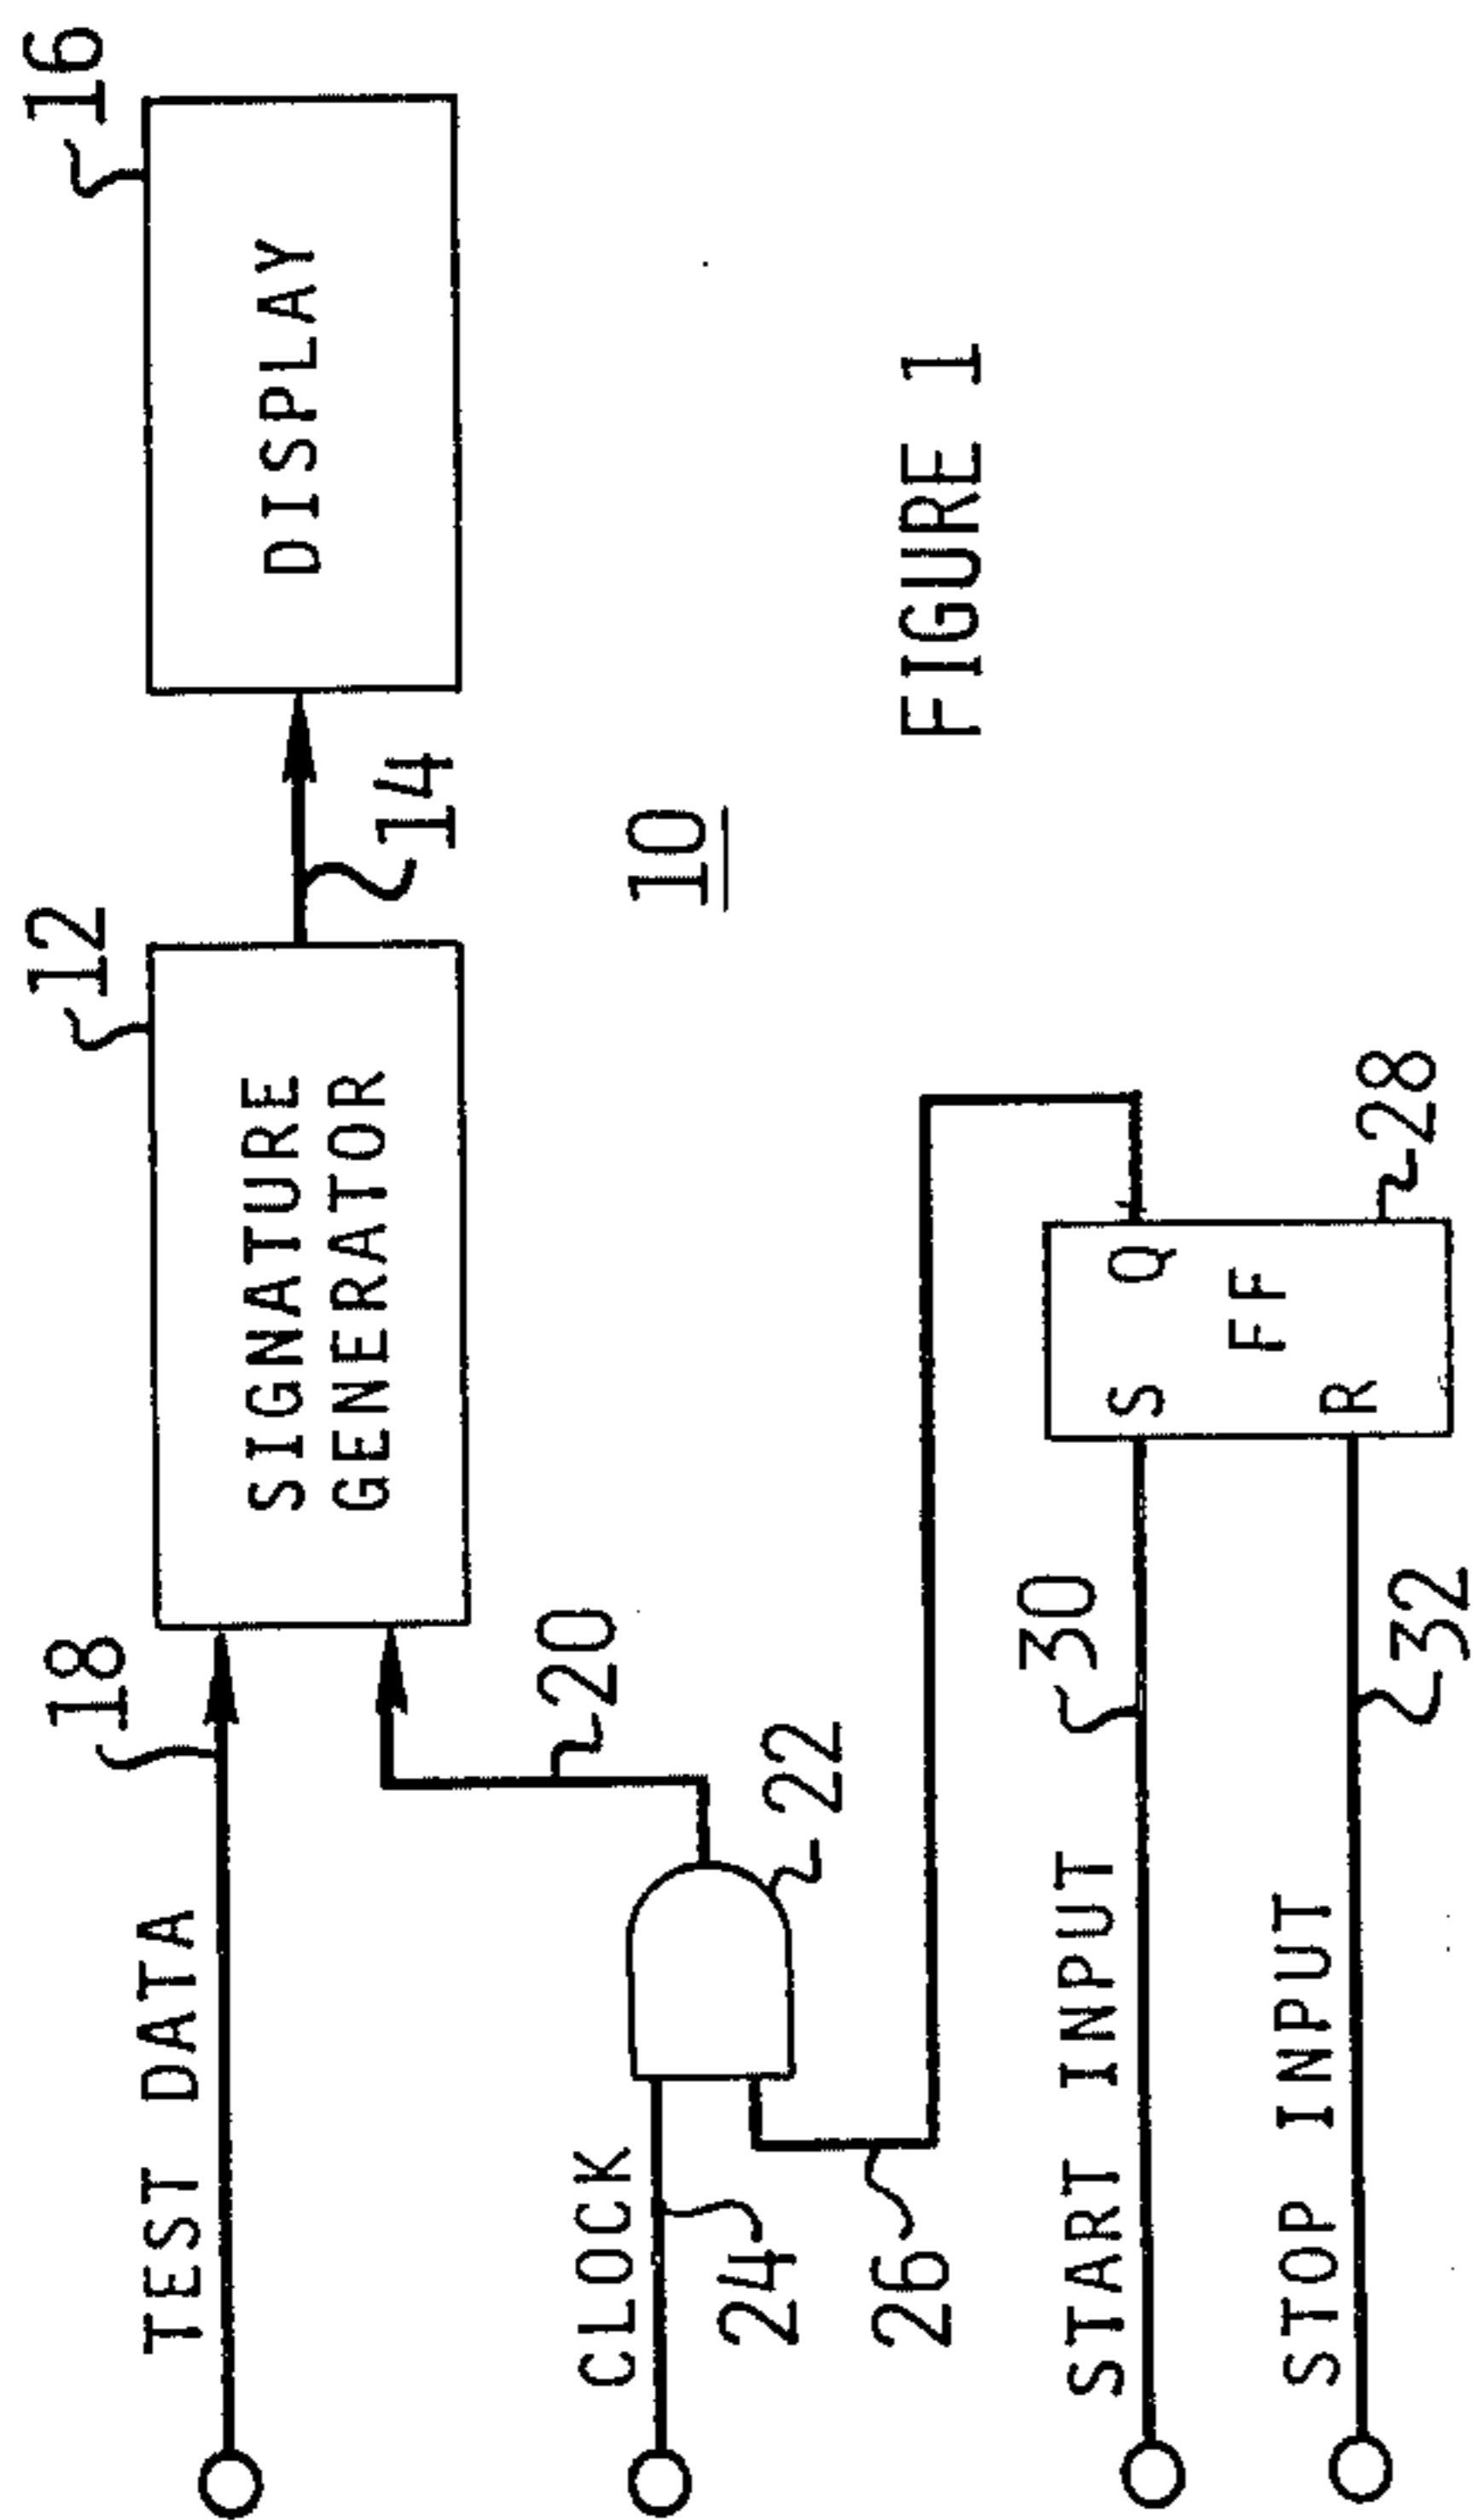 12
16
18
TEST DATA
SIGNATURE
GENERATOR
DISPLAY
14
20
CLOCK
22
10
24
26
FIGURE 1
30
START INPUT
S
Q
FF
R
28
STOP INPUT
32